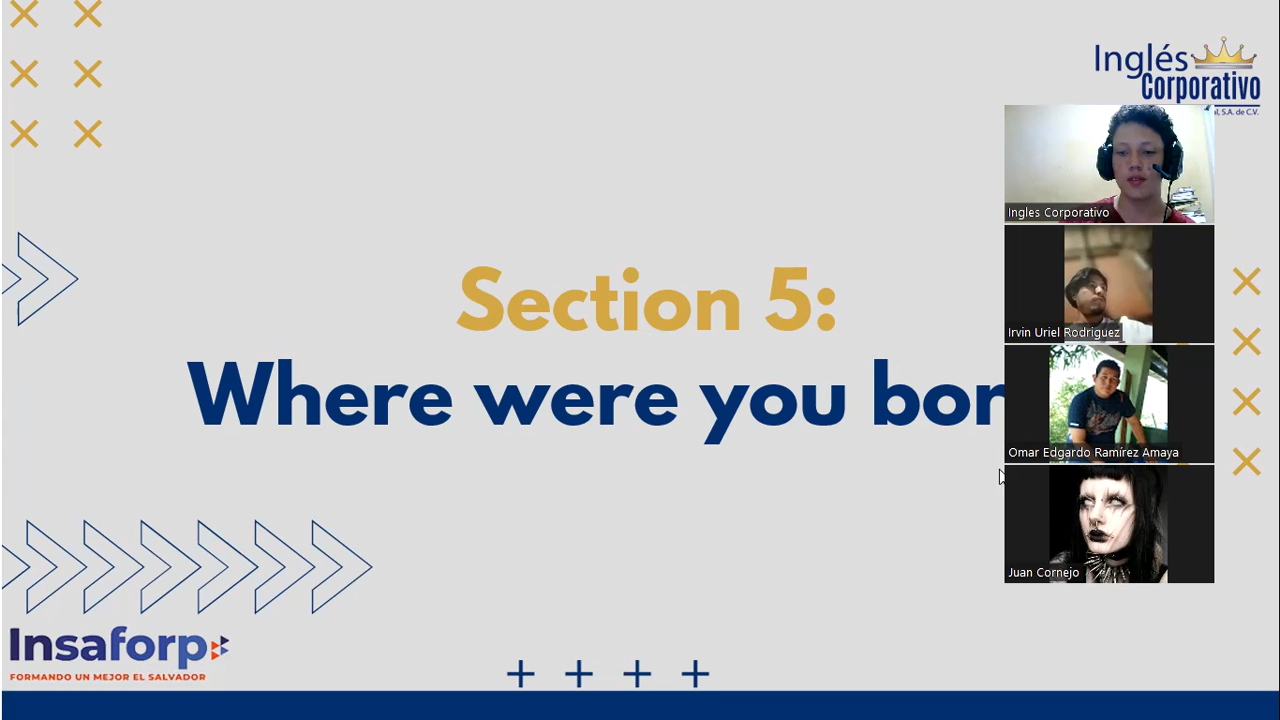 Inglés
Corporativo
l, S.A. de C.V.
Ingles Corporativo
Irvin Uriel Rodriguez
Section 5:
Where were you bor
Omar Edgardo Ramírez Amaya
Juan Cornejo
Insaforp
FORMANDO UN MEJOR EL SALVADOR